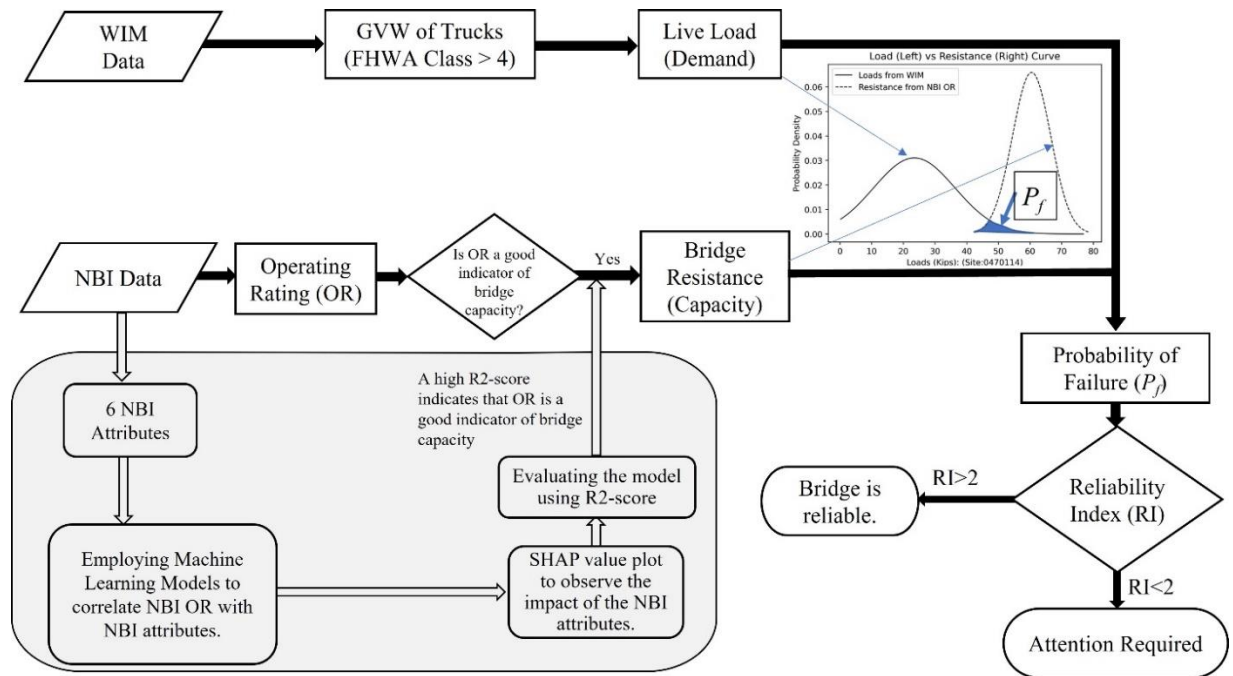 WIM
Data
GVW of Trucks
(FHWA Class > 4)
Live Load
(Demand)
Load (Left) vs Resistance (Right) Curve
Loads from WIM
Resistance from NBI OR
Probability Density
0.06
0.05
0.04
0.03
0.02
0.01
0.00
P_f
0 10 20 30 40 50 60 70 80
Loads (Kips): (Site:0470114)
NBI Data
Operating
Rating (OR)
Is OR a good
indicator of
bridge
capacity?
Yes
Bridge
Resistance
(Capacity)
Probability of
Failure (P_f)
6 NBI
Attributes
A high R2-score
indicates that OR is a
good indicator of bridge
capacity
Evaluating the model
using R2-score
Employing Machine
Learning Models to
correlate NBI OR with
NBI attributes.
SHAP value plot
to observe the
impact of the NBI
attributes.
Bridge is
reliable.
RI>2
Reliability
Index (RI)
RI<2
Attention Required